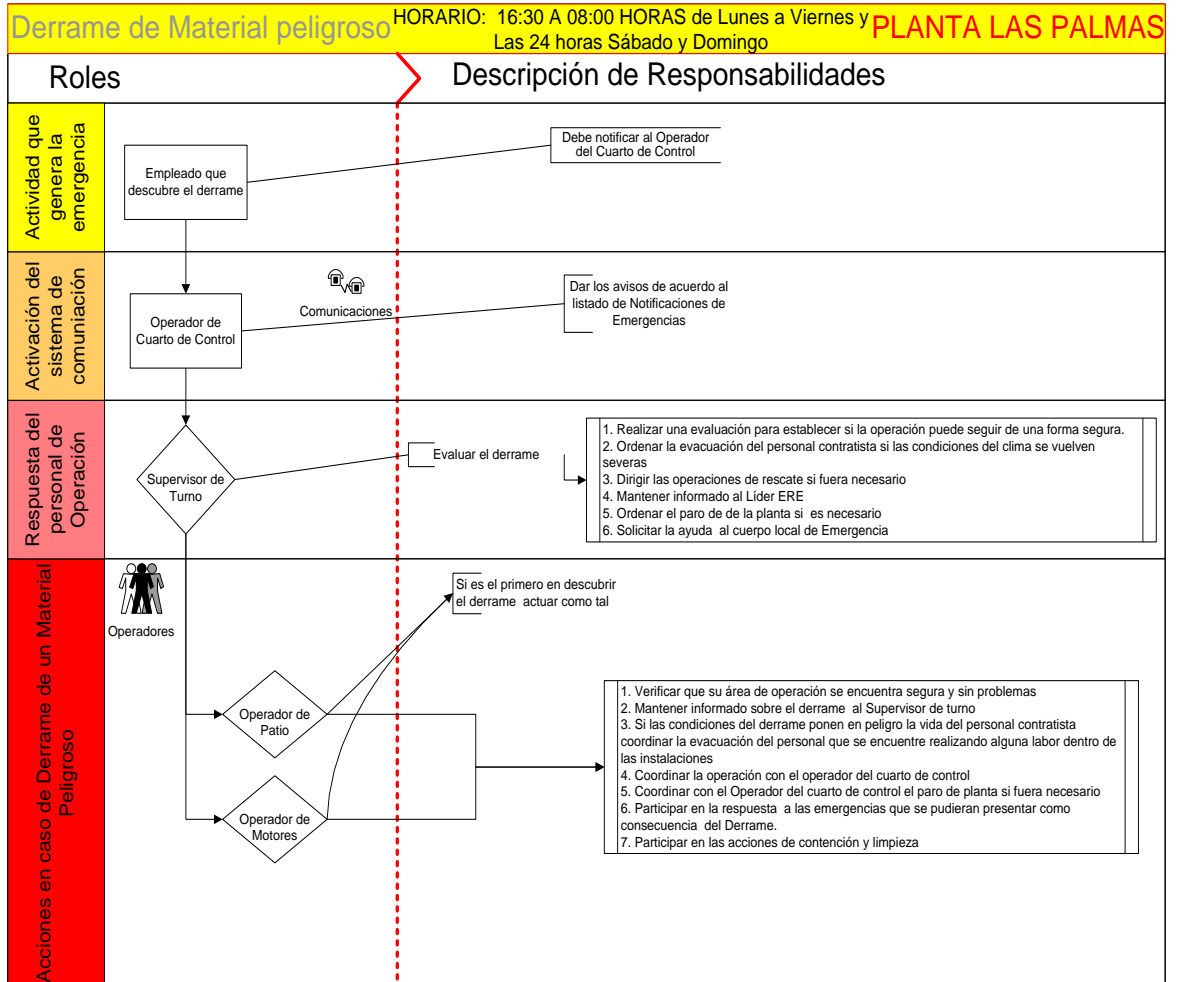 Derrame de Material peligroso
HORARIO: 16:30 A 08:00 HORAS de Lunes a Viernes y
Las 24 horas Sábado y Domingo
PLANTA LAS PALMAS
Roles
Descripción de Responsabilidades
Actividad que
genera la
emergencia
Empleado que
descubre el derrame
Debe notificar al Operador
del Cuarto de Control
Activación del
sistema de
comuniación
Operador de
Cuarto de Control
Comunicaciones
Dar los avisos de acuerdo al
listado de Notificaciones de
Emergencias
Respuesta del
personal de
Operación
Supervisor de
Turno
Evaluar el derrame
1. Realizar una evaluación para establecer si la operación puede seguir de una forma segura.
2. Ordenar la evacuación del personal contratista si las condiciones del clima se vuelven
severas
3. Dirigir las operaciones de rescate si fuera necesario
4. Mantener informado al Líder ERE
5. Ordenar el paro de de la planta si es necesario
6. Solicitar la ayuda al cuerpo local de Emergencia
Acciones en caso de Derrame de un Material
Peligroso
Operadores
Si es el primero en descubrir
el derrame actuar como tal
Operador de
Patio
Operador de
Motores
1. Verificar que su área de operación se encuentra segura y sin problemas
2. Mantener informado sobre el derrame al Supervisor de turno
3. Si las condiciones del derrame ponen en peligro la vida del personal contratista
coordinar la evacuación del personal que se encuentre realizando alguna labor dentro de
las instalaciones
4. Coordinar la operación con el operador del cuarto de control
5. Coordinar con el Operador del cuarto de control el paro de planta si fuera necesario
6. Participar en la respuesta a las emergencias que se pudieran presentar como
consecuencia del Derrame.
7. Participar en las acciones de contención y limpieza